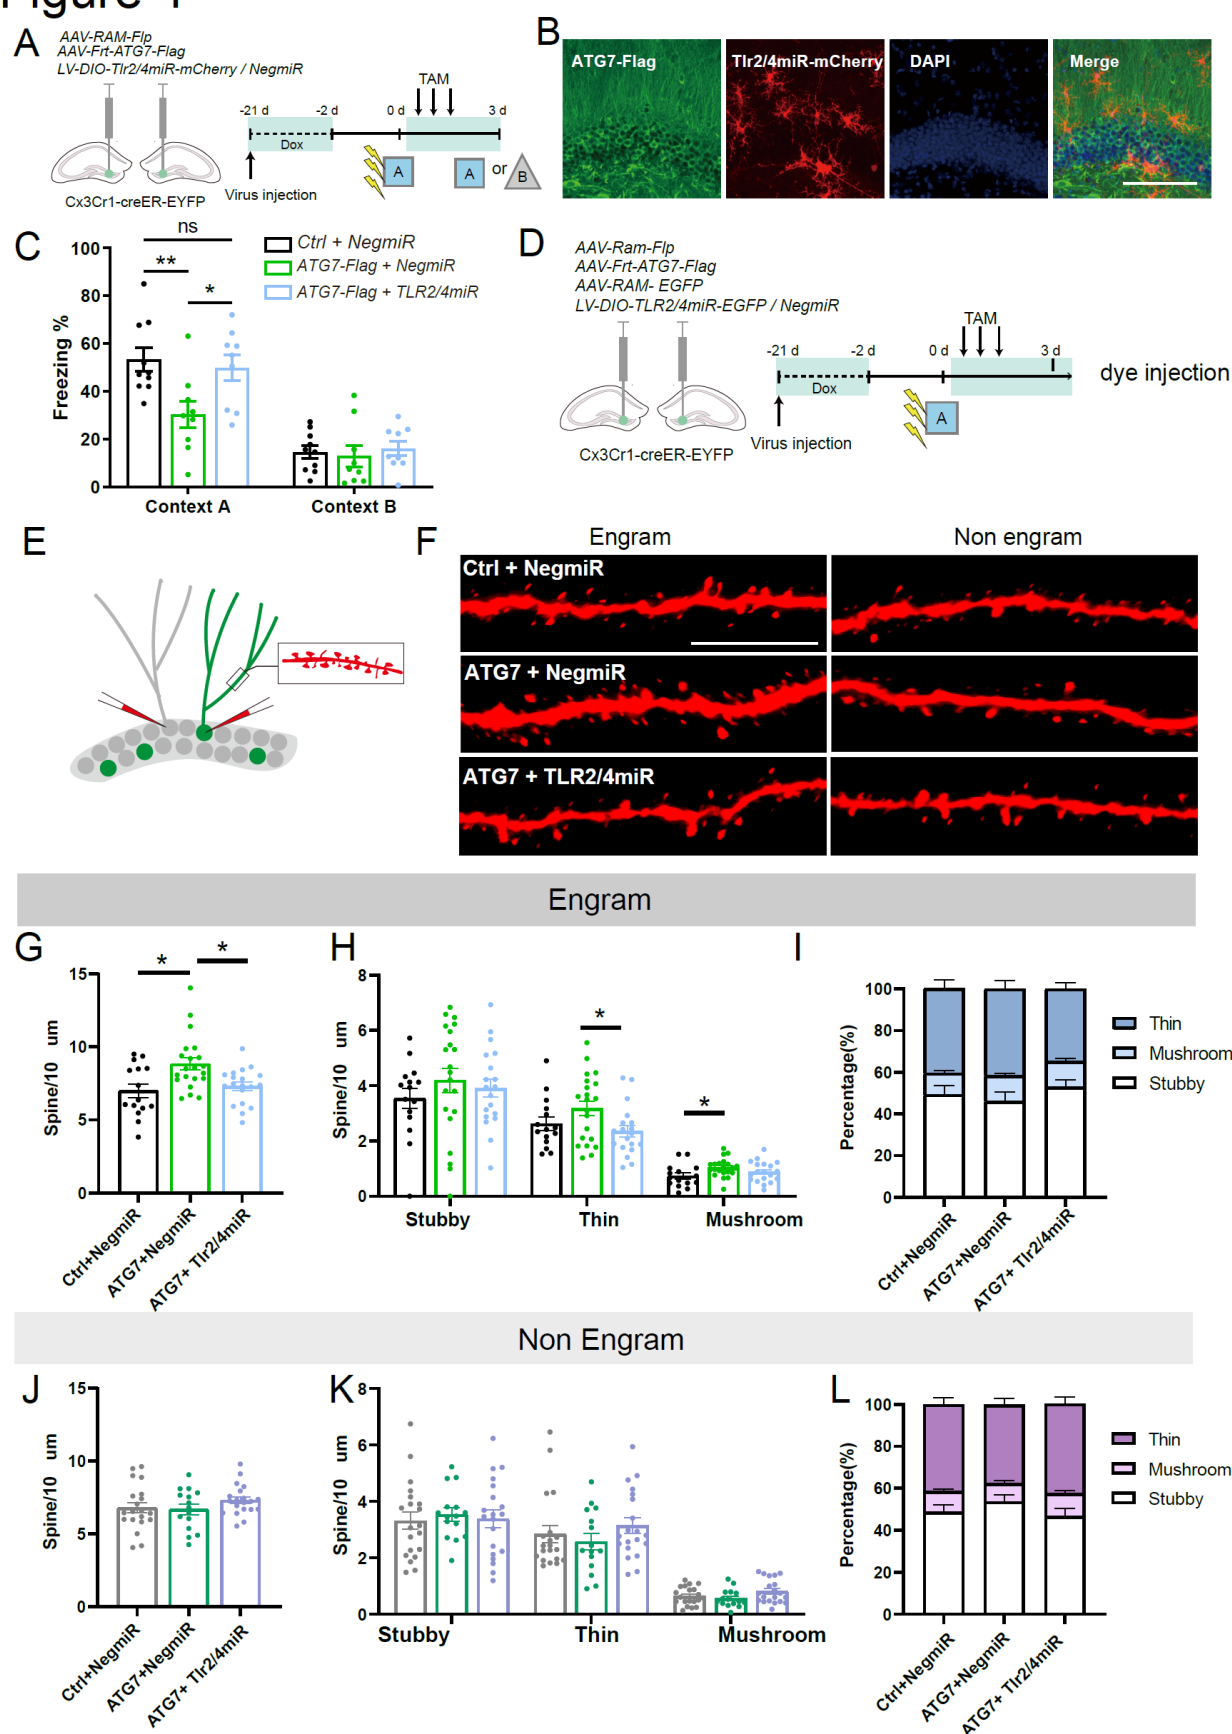 Figure 4
A
AAV-RAM-Flp
AAV-Frt-ATG7-Flag
LV-DIO-Tlr2/4miR-mCherry / NegmiR
Cx3Cr1-creER-EYFP
TAM
-21 d
-2 d
0 d
3 d
Dox
Virus injection
A
A
or
B
B
ATG7-Flag
Tlr2/4miR-mCherry
DAPI
Merge
C
ns
**
*
Freezing %
100
80
60
40
20
0
Context A
Context B
Ctrl + NegmiR
ATG7-Flag + NegmiR
ATG7-Flag + TLR2/4miR
D
AAV-Ram-Flp
AAV-Frt-ATG7-Flag
AAV-RAM- EGFP
LV-DIO-TLR2/4miR-EGFP / NegmiR
Cx3Cr1-creER-EYFP
TAM
-21 d
-2 d
0 d
3 d
Dox
Virus injection
A
dye injection
E
F
Engram
Non engram
Ctrl + NegmiR
ATG7 + NegmiR
ATG7 + TLR2/4miR
Engram
G
*
*
Spine/10 um
15
10
5
0
Ctrl+NegmiR
ATG7+NegmiR
ATG7+ Tlr2/4miR
H
*
*
Spine/10 um
8
6
4
2
0
Stubby
Thin
Mushroom
I
Percentage(%)
100
80
60
40
20
0
Ctrl+NegmiR
ATG7+NegmiR
ATG7+ Tlr2/4miR
Thin
Mushroom
Stubby
Non Engram
J
Spine/10 um
15
10
5
0
Ctrl+NegmiR
ATG7+NegmiR
ATG7+ Tlr2/4miR
K
Spine/10 um
8
6
4
2
0
Stubby
Thin
Mushroom
L
Percentage(%)
100
80
60
40
20
0
Ctrl+NegmiR
ATG7+NegmiR
ATG7+ Tlr2/4miR
Thin
Mushroom
Stubby